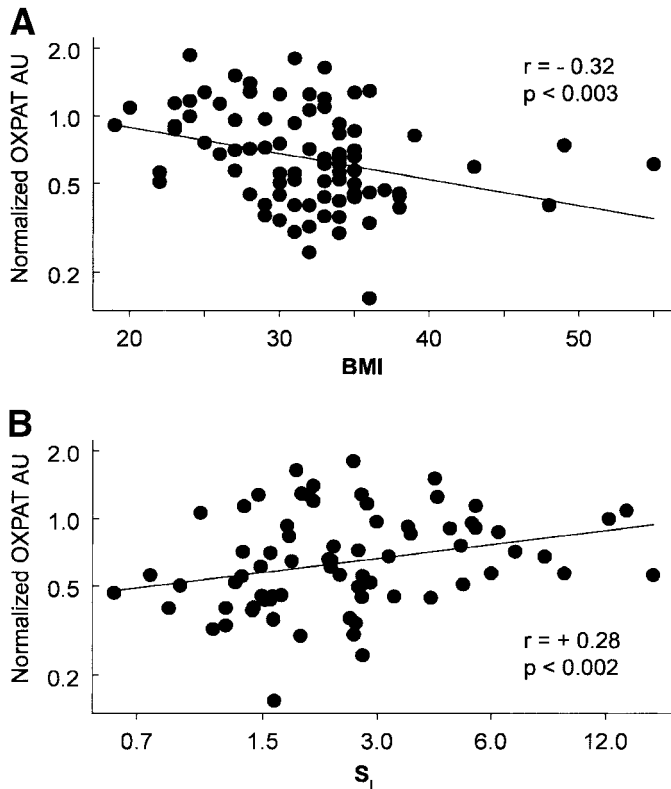 A
Normalized OXPAT AU
2.0
1.0
0.5
0.2
r = - 0.32
p < 0.003
20 30 40 50
BMI
B
Normalized OXPAT AU
2.0
1.0
0.5
0.2
r = + 0.28
p < 0.002
0.7 1.5 3.0 6.0 12.0
SI